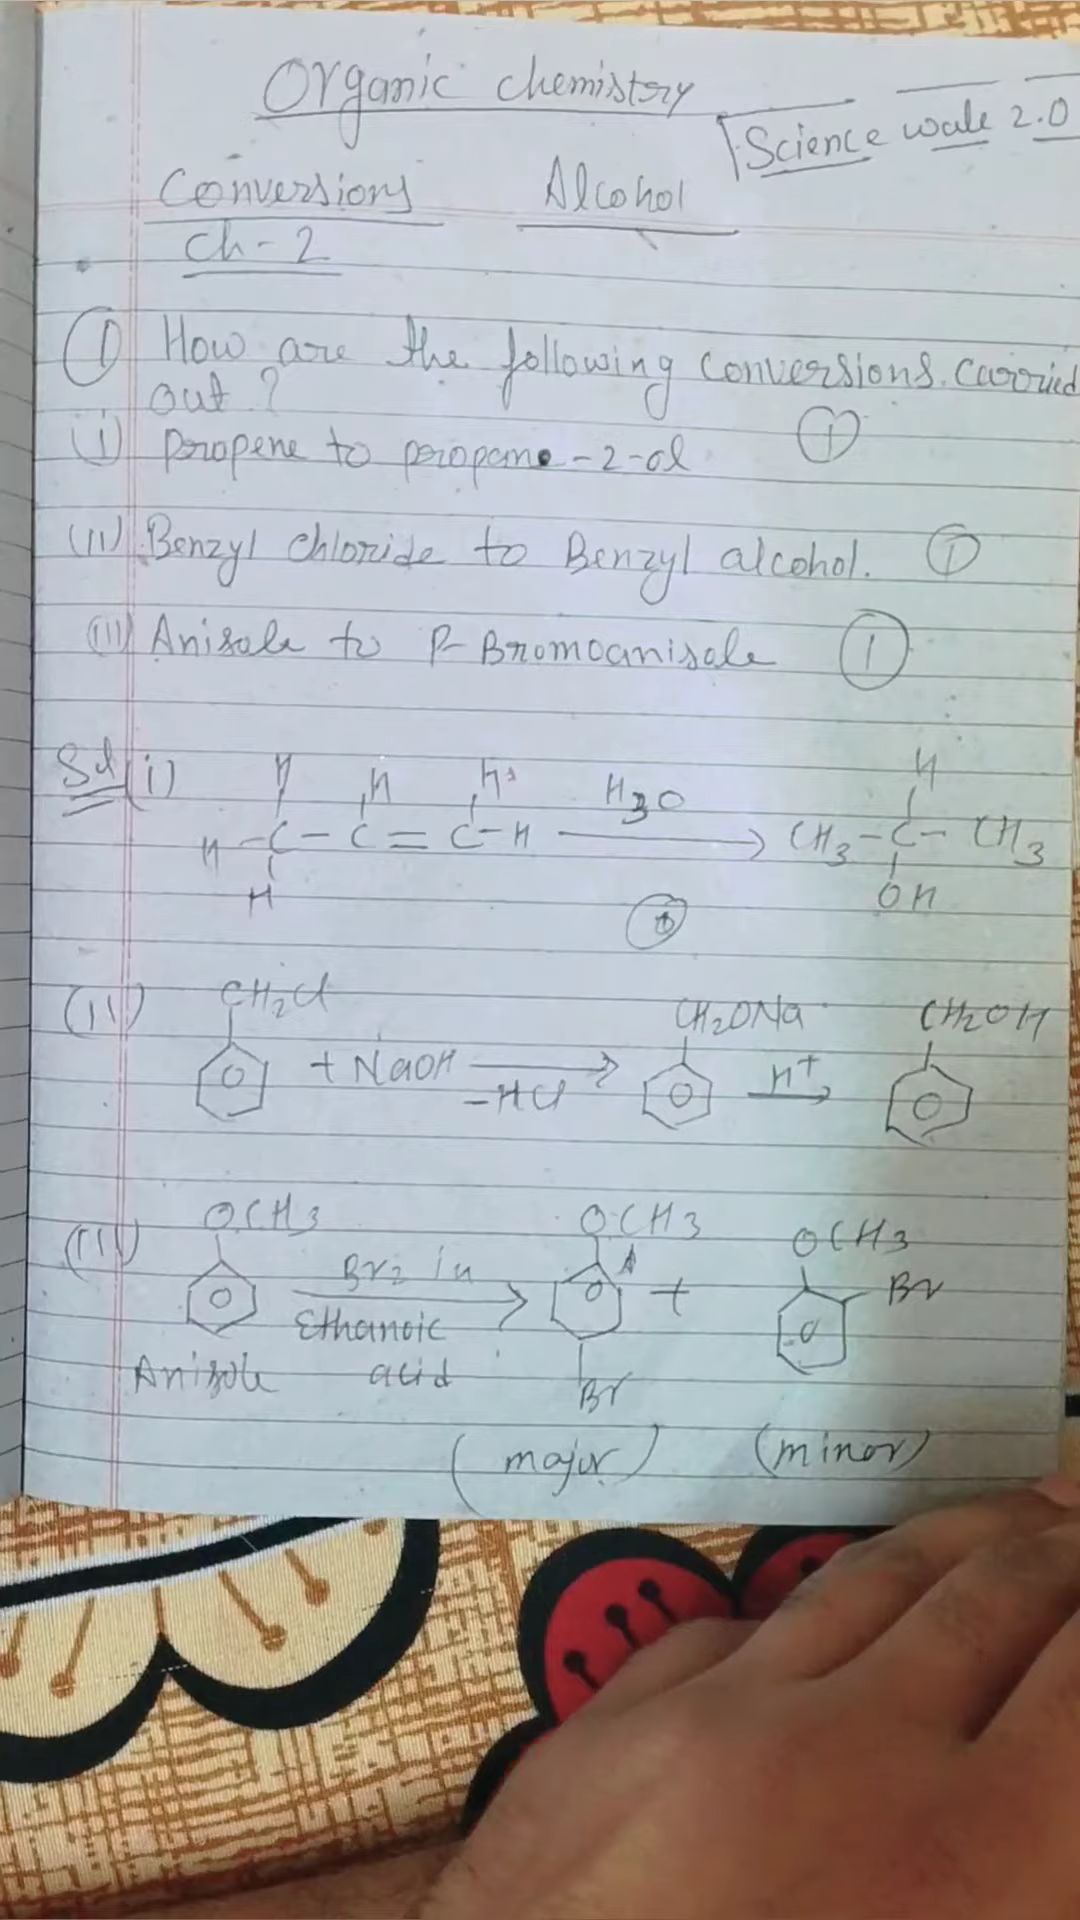 Organic chemistry
Science wale 2.0
Conversions Alcohol
Ch-2
① How are the following conversions carried
out ?
(i) propene to propane-2-ol ①
(ii) Benzyl chloride to Benzyl alcohol. ①
(iii) Anisole to P-Bromoanisole ①
Sol (i) H H H H3O H
H-C-C=C-H CH3-C-CH3
H OH
(ii) CH2Cl CH2ONa CH2OH
+ NaOH H+
-HCl
(iii) OCH3 OCH3 OCH3
Br2 in + Br
Ethanoic
Anisole acid Br
(major) (minor)